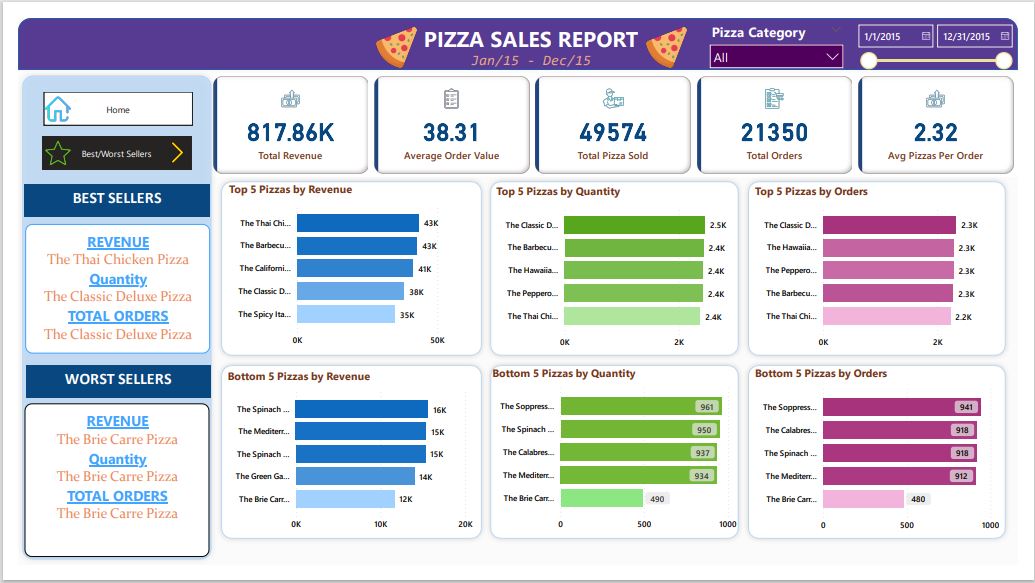 PIZZA SALES REPORT
Jan/15 - Dec/15
Pizza Category
All
1/1/2015
12/31/2015
Home
Best/Worst Sellers
817.86K
Total Revenue
38.31
Average Order Value
49574
Total Pizza Sold
21350
Total Orders
2.32
Avg Pizzas Per Order
BEST SELLERS
REVENUE
The Thai Chicken Pizza
Quantity
The Classic Deluxe Pizza
TOTAL ORDERS
The Classic Deluxe Pizza
WORST SELLERS
REVENUE
The Brie Carre Pizza
Quantity
The Brie Carre Pizza
TOTAL ORDERS
The Brie Carre Pizza
Top 5 Pizzas by Revenue
The Thai Chi... 43K
The Barbecu... 43K
The Californi... 41K
The Classic D... 38K
The Spicy Ita... 35K
0K 50K
Top 5 Pizzas by Quantity
The Classic D... 2.5K
The Barbecu... 2.4K
The Hawaiia... 2.4K
The Peppero... 2.4K
The Thai Chi... 2.4K
0K 2K
Top 5 Pizzas by Orders
The Classic D... 2.3K
The Hawaiia... 2.3K
The Peppero... 2.3K
The Barbecu... 2.3K
The Thai Chi... 2.2K
0K 2K
Bottom 5 Pizzas by Revenue
The Spinach ... 16K
The Mediterr... 15K
The Spinach ... 15K
The Green Ga... 14K
The Brie Carr... 12K
0K 10K 20K
Bottom 5 Pizzas by Quantity
The Soppress... 961
The Spinach ... 950
The Calabres... 937
The Mediterr... 934
The Brie Carr... 490
0 500 1000
Bottom 5 Pizzas by Orders
The Soppress... 941
The Calabres... 918
The Spinach ... 918
The Mediterr... 912
The Brie Carr... 480
0 500 1000